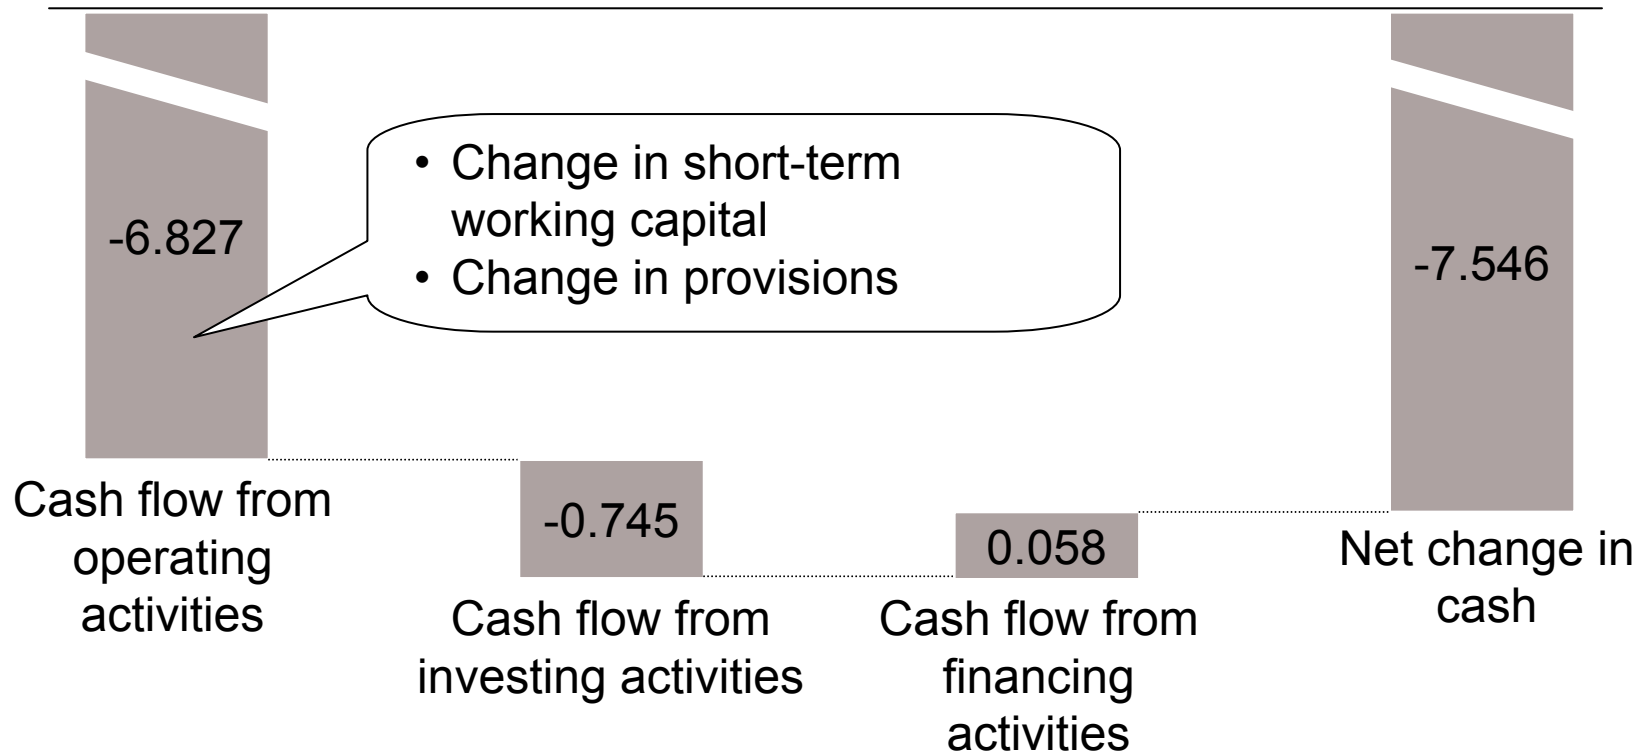 • Change in short-term
working capital
• Change in provisions
-6.827
-7.546
-0.745
0.058
Cash flow from
operating
activities
Cash flow from
investing activities
Cash flow from
financing
activities
Net change in
cash